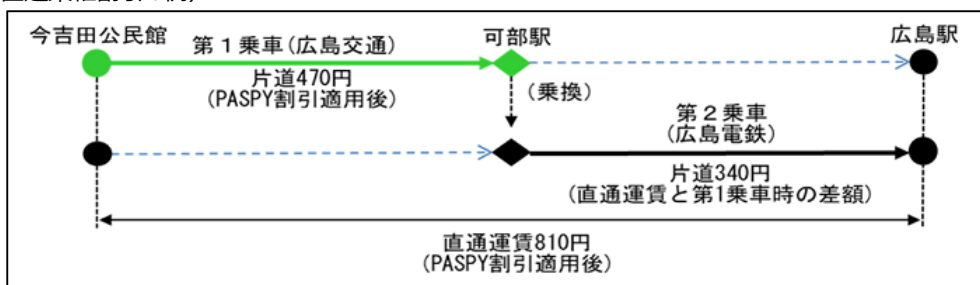 今吉田公民館
第１乗車(広島交通)
可部駅
広島駅
片道470円
(PASPY割引適用後)
(乗換)
第２乗車
(広島電鉄)
片道340円
(直通運賃と第1乗車時の差額)
直通運賃810円
(PASPY割引適用後)